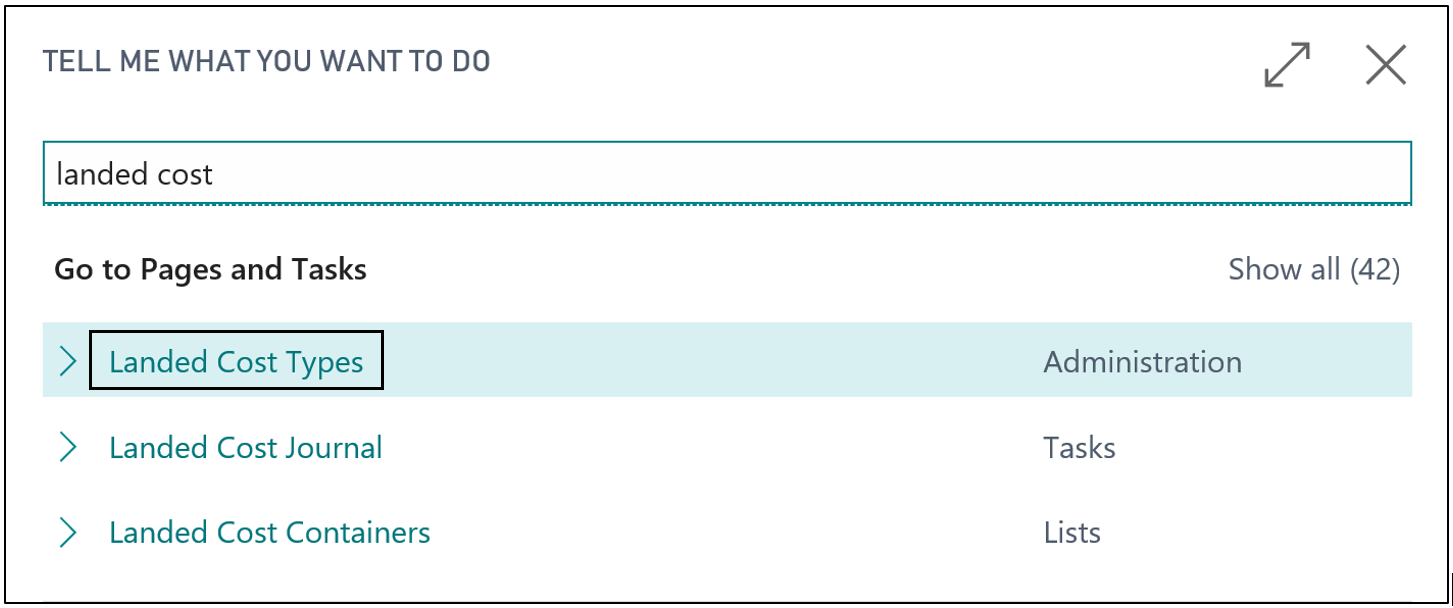 TELL ME WHAT YOU WANT TO DO
landed cost
Go to Pages and Tasks Show all (42)
Landed Cost Types Administration
Landed Cost Journal Tasks
Landed Cost Containers Lists